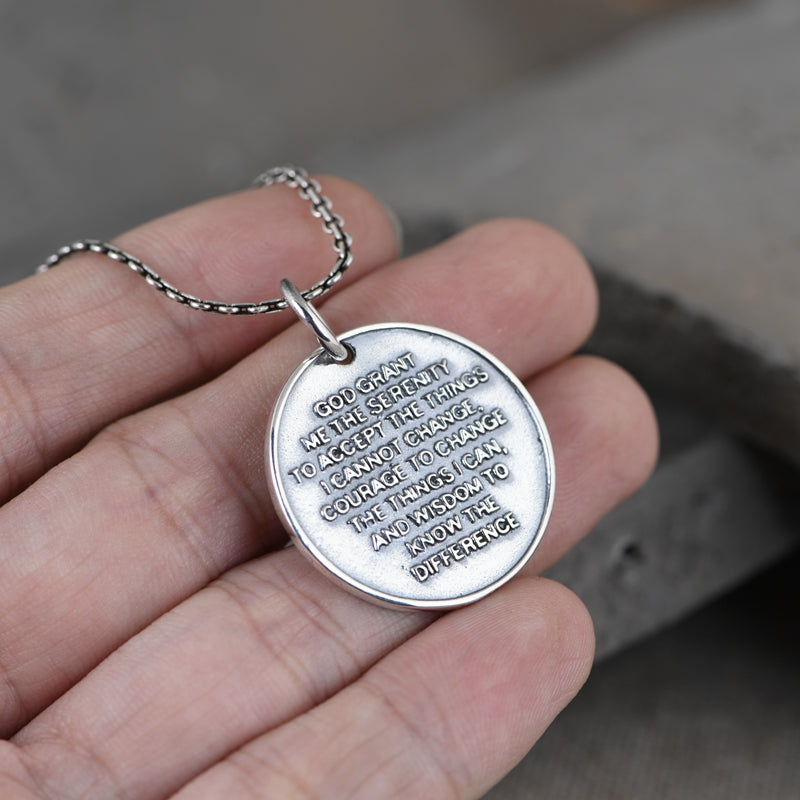 GOD GRANT
ME THE SERENITY
TO ACCEPT THE THINGS
I CANNOT CHANGE,
COURAGE TO CHANGE
THE THINGS I CAN,
AND WISDOM TO
KNOW THE
DIFFERENCE